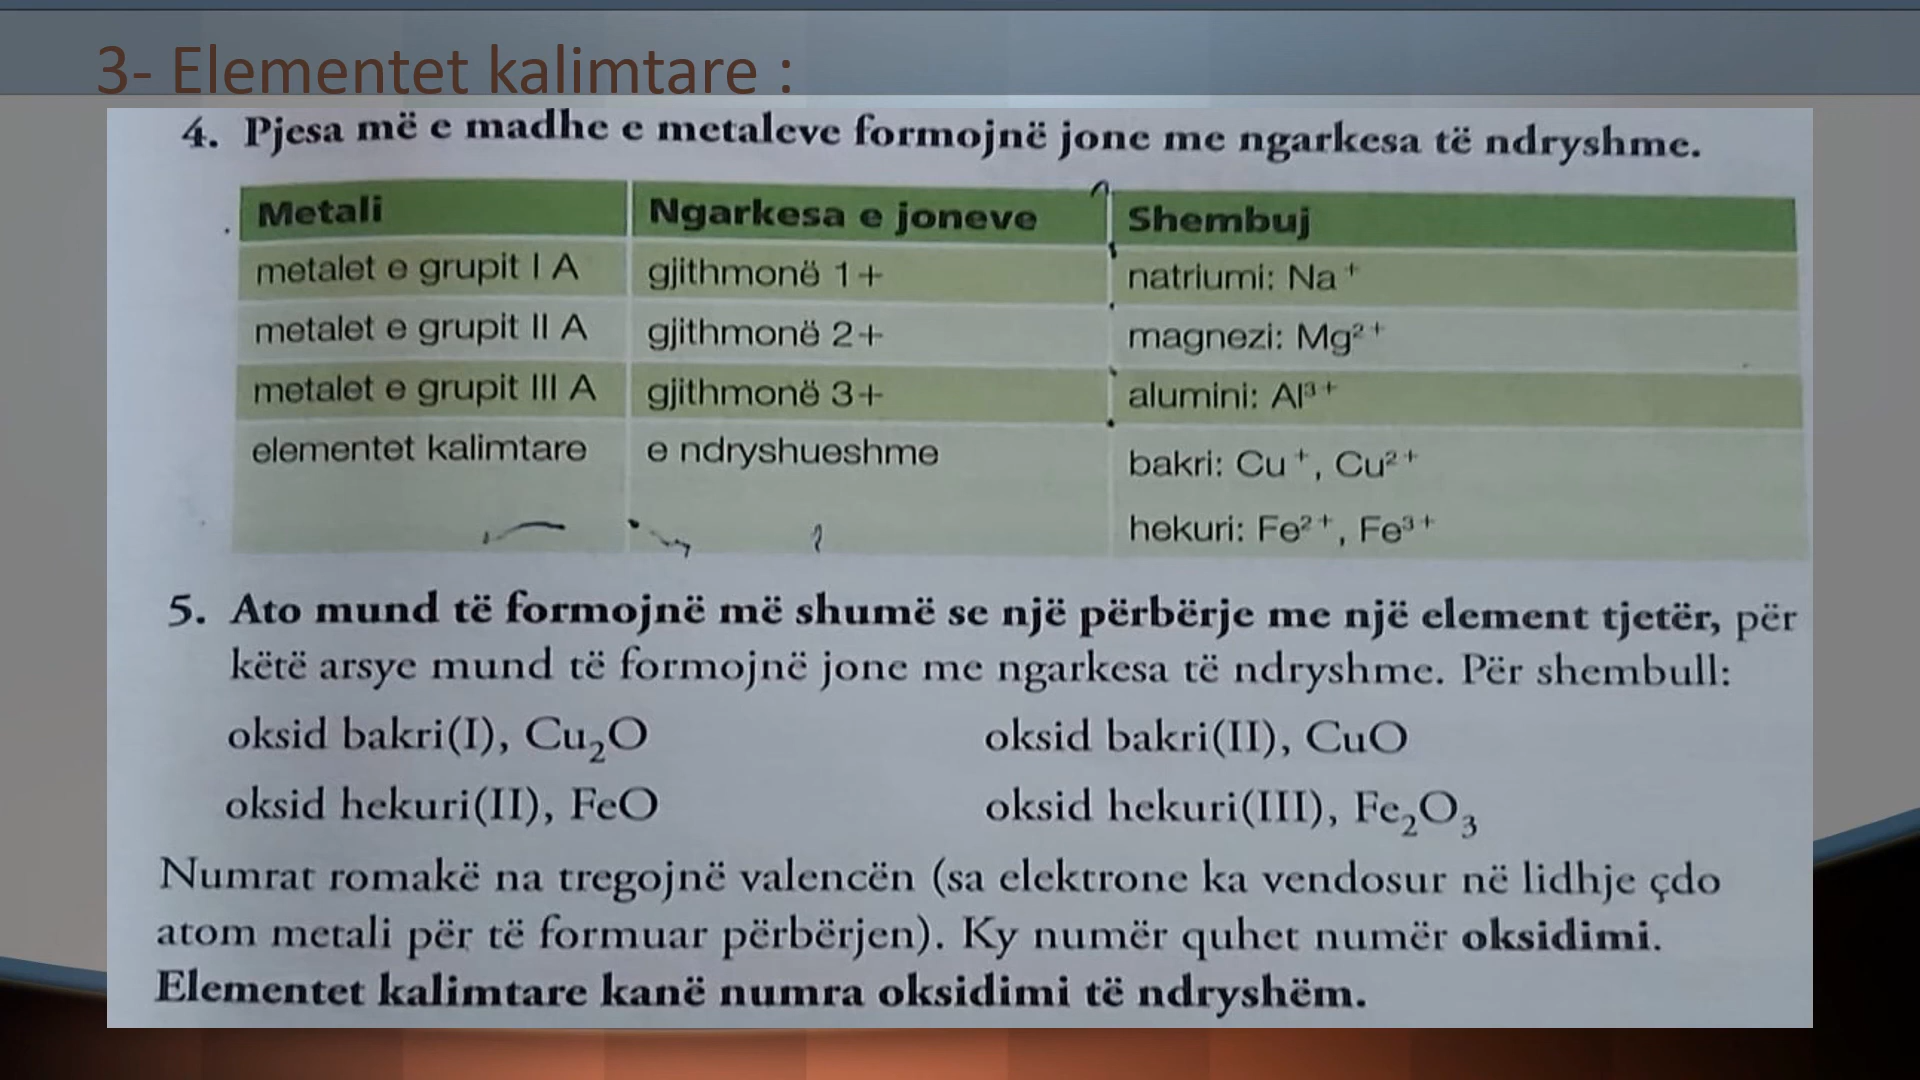 3- Elementet kalimtare :
4. Pjesa më e madhe e metaleve formojnë jone me ngarkesa të ndryshme.
Metali Ngarkesa e joneve Shembuj
metalet e grupit I A gjithmonë 1+ natriumi: Na⁺
metalet e grupit II A gjithmonë 2+ magnezi: Mg²⁺
metalet e grupit III A gjithmonë 3+ alumini: Al³⁺
elementet kalimtare e ndryshueshme bakri: Cu⁺, Cu²⁺
hekuri: Fe²⁺, Fe³⁺
5. Ato mund të formojnë më shumë se një përbërje me një element tjetër, për
këtë arsye mund të formojnë jone me ngarkesa të ndryshme. Për shembull:
oksid bakri(I), Cu₂O oksid bakri(II), CuO
oksid hekuri(II), FeO oksid hekuri(III), Fe₂O₃
Numrat romakë na tregojnë valencën (sa elektrone ka vendosur në lidhje çdo
atom metali për të formuar përbërjen). Ky numër quhet numër oksidimi.
Elementet kalimtare kanë numra oksidimi të ndryshëm.